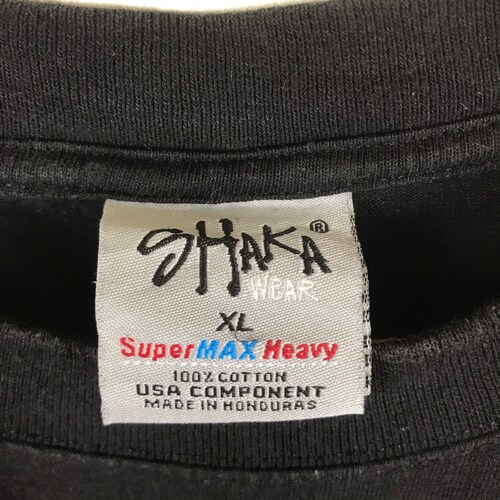 SHAKA®
WEAR
XL
SuperMAX Heavy
100% COTTON
USA COMPONENT
MADE IN HONDURAS